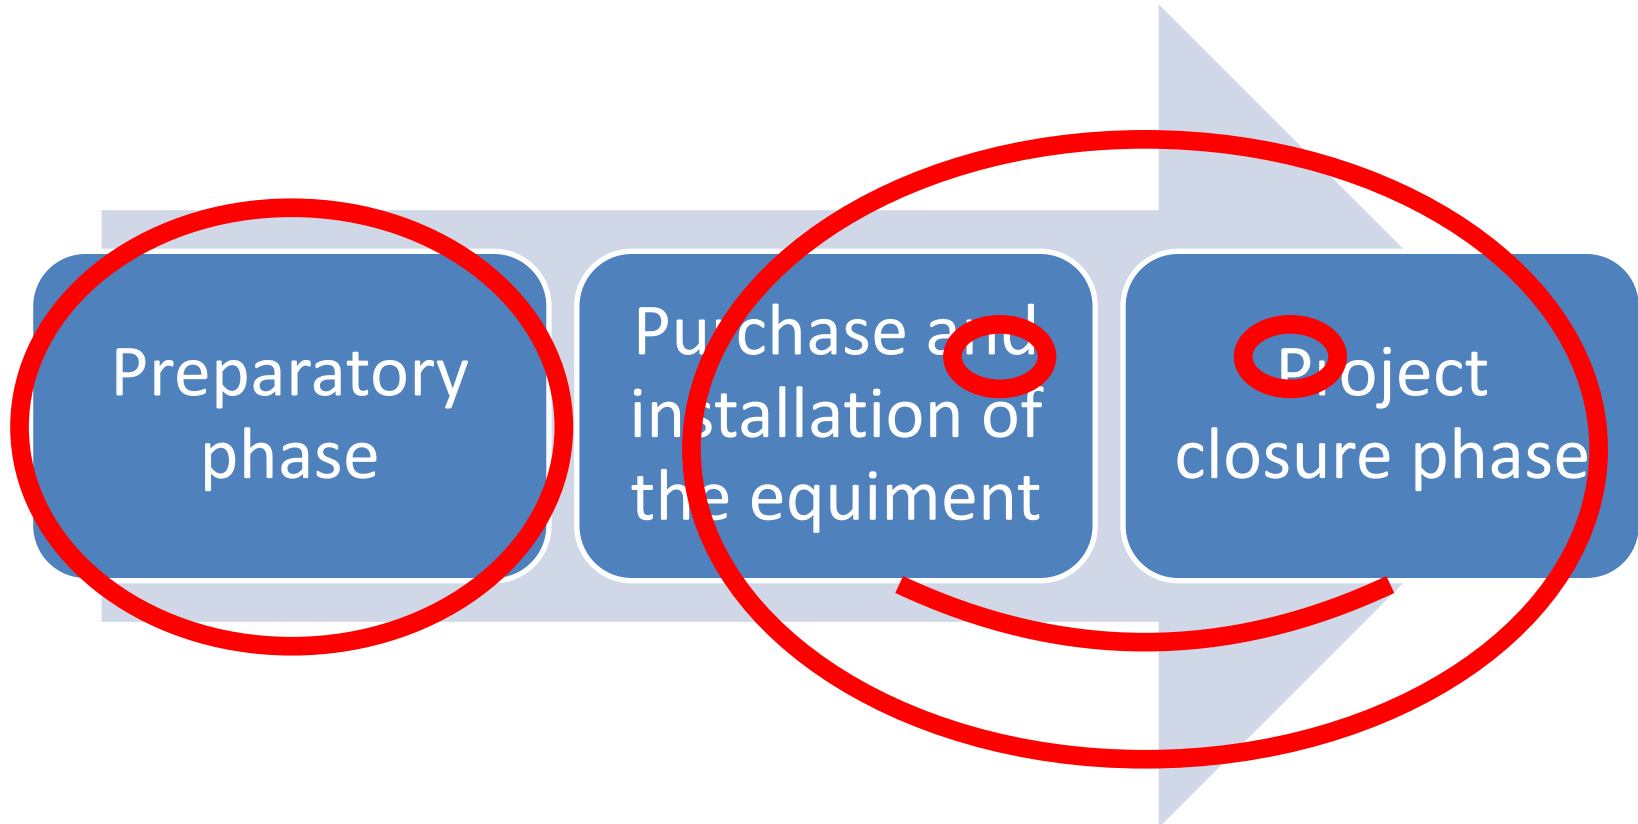 Preparatory
phase
Purchase and
installation of
the equiment
Project
closure phase